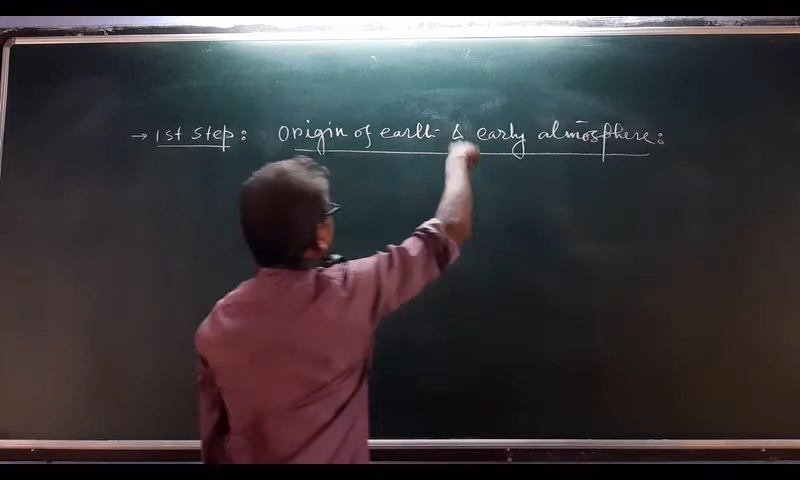 → 1st step: Origin of earth & early atmosphere: